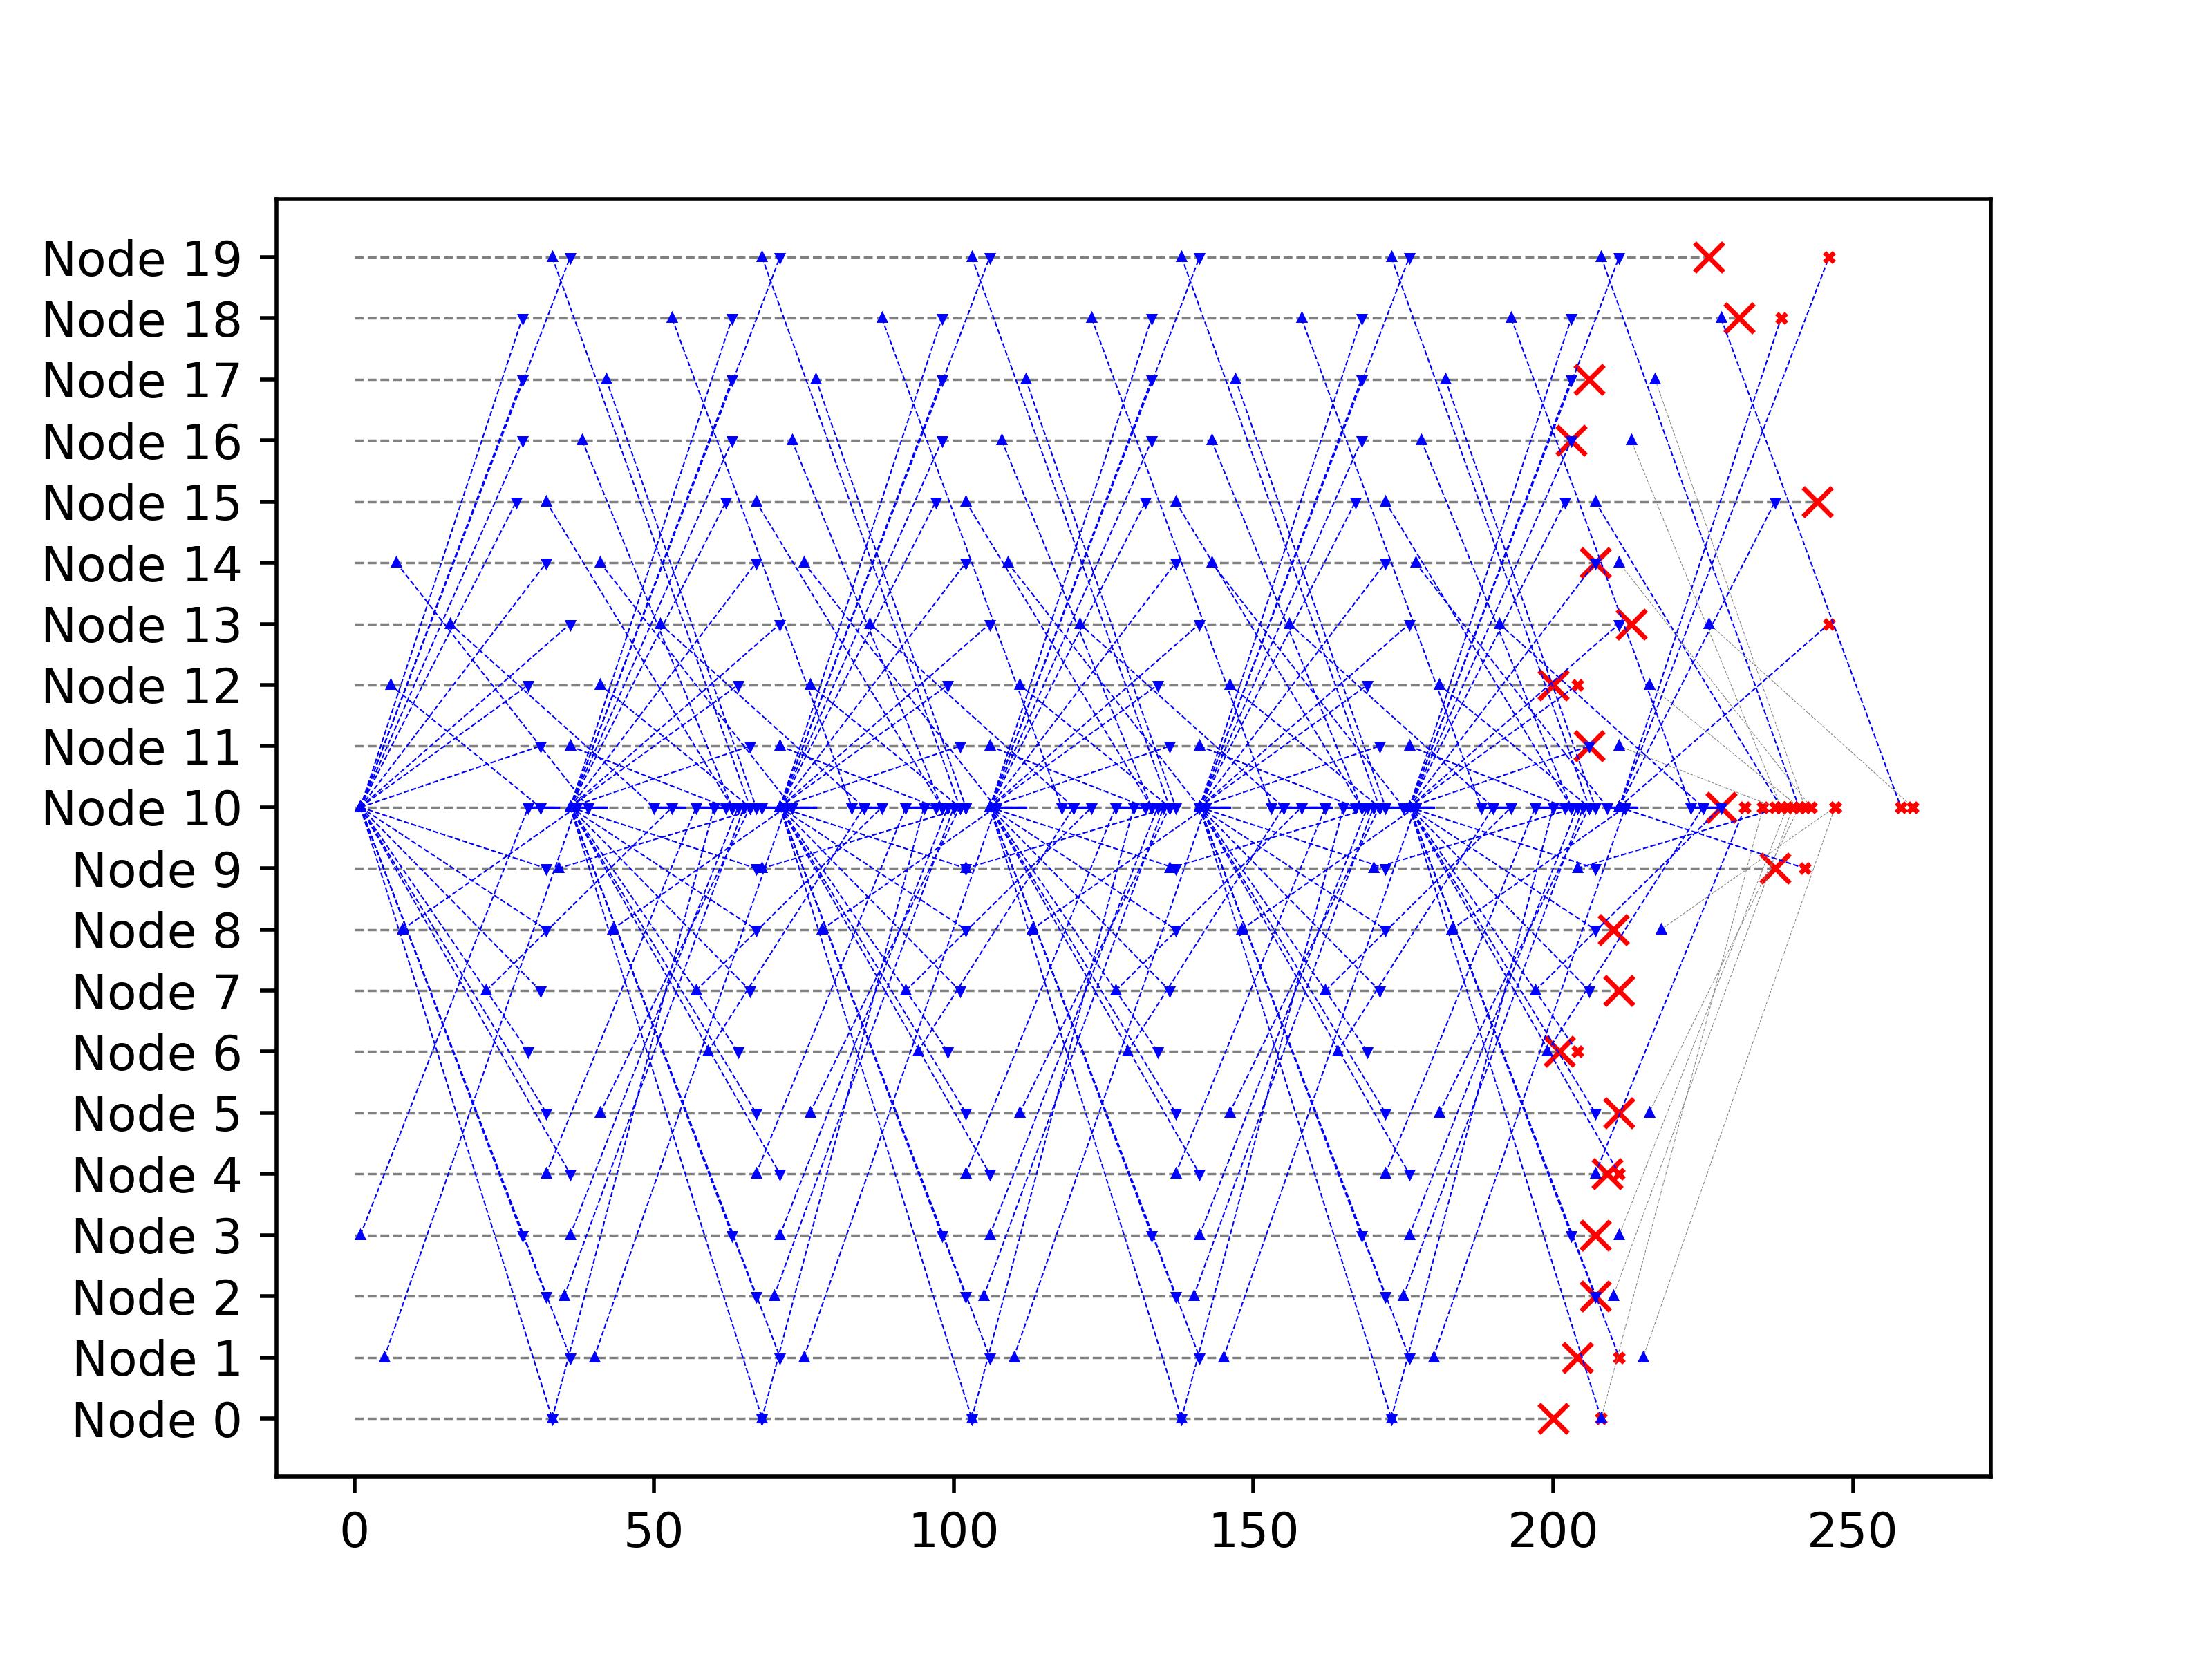 Node 19
Node 18
Node 17
Node 16
Node 15
Node 14
Node 13
Node 12
Node 11
Node 10
Node 9
Node 8
Node 7
Node 6
Node 5
Node 4
Node 3
Node 2
Node 1
Node 0
0 50 100 150 200 250